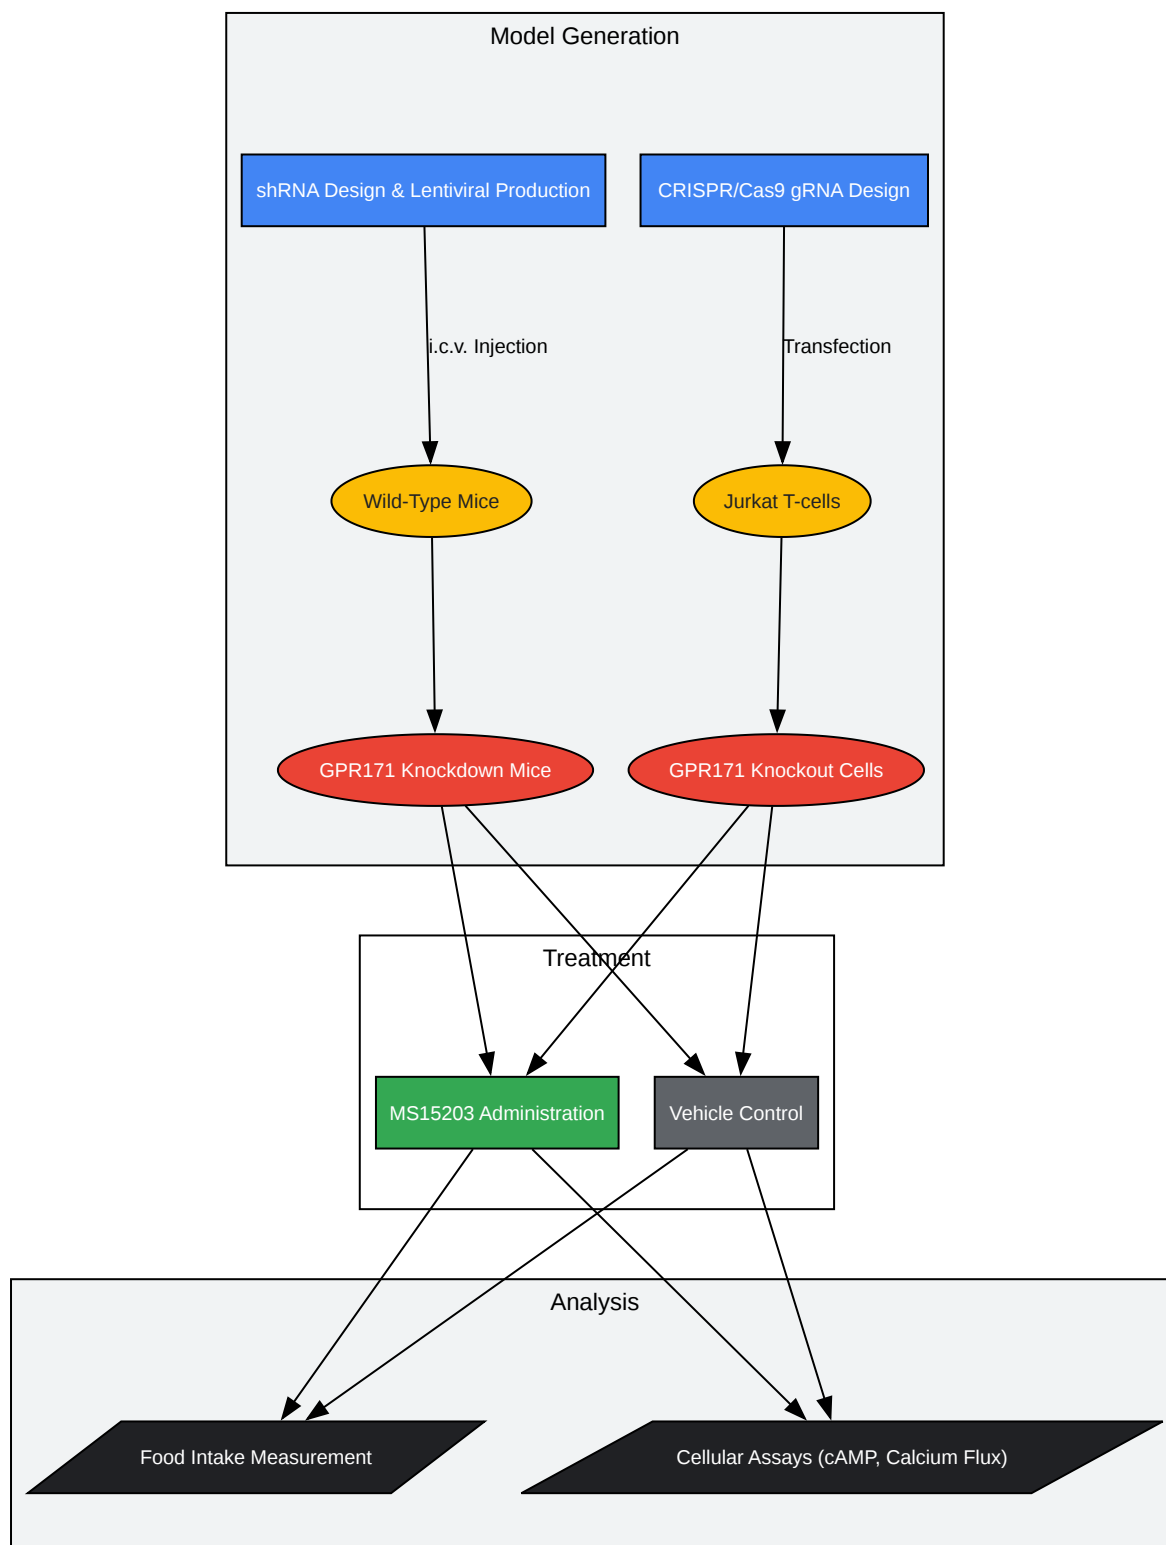 Model Generation
shRNA Design & Lentiviral Production
CRISPR/Cas9 gRNA Design
i.c.v. Injection
Transfection
Wild-Type Mice
Jurkat T-cells
GPR171 Knockdown Mice
GPR171 Knockout Cells
Treatment
MS15203 Administration
Vehicle Control
Analysis
Food Intake Measurement
Cellular Assays (cAMP, Calcium Flux)